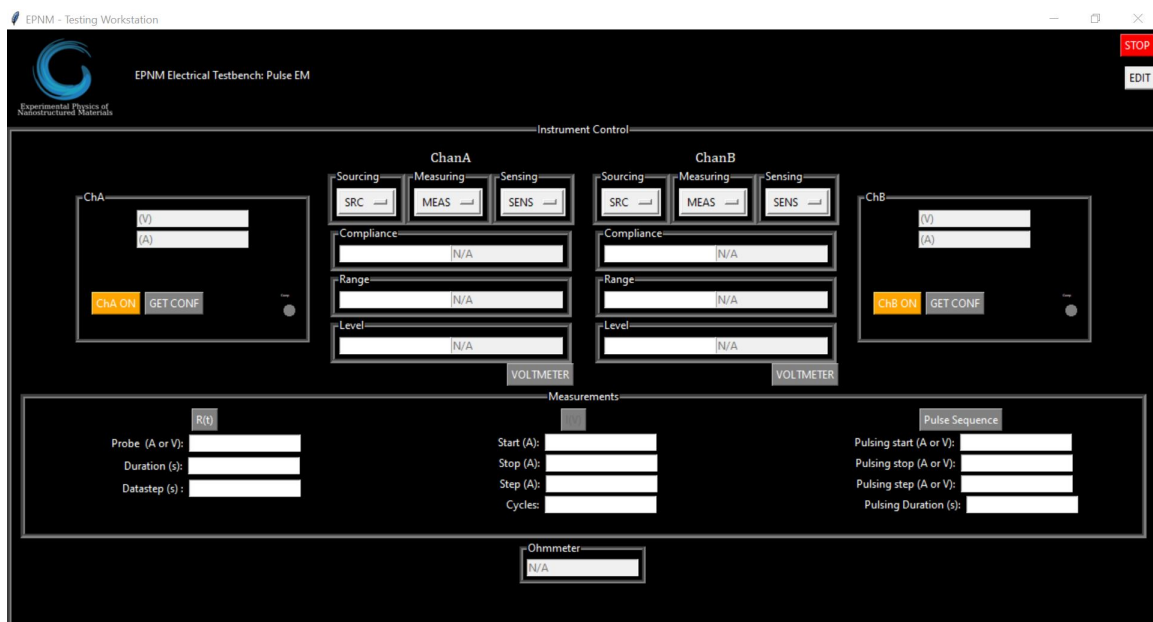 EPNM - Testing Workstation
STOP
EPNM Electrical Testbench: Pulse EM
EDIT
Experimental Physics of
Nanostructured Materials
Instrument Control
ChanA
ChanB
Sourcing Measuring Sensing Sourcing Measuring Sensing
ChA
ChB
SRC MEAS SENS SRC MEAS SENS
(V)
(V)
(A)
(A)
Compliance
Compliance
N/A
N/A
Range
Range
ChA ON GET CONF
N/A
N/A
ChB ON GET CONF
Level
Level
N/A
N/A
VOLTMETER
VOLTMETER
Measurements
R(t)
Pulse Sequence
Probe (A or V):
Start (A):
Pulsing start (A or V):
Duration (s):
Stop (A):
Pulsing stop (A or V):
Datastep (s) :
Step (A):
Pulsing step (A or V):
Cycles:
Pulsing Duration (s):
Ohmmeter
N/A